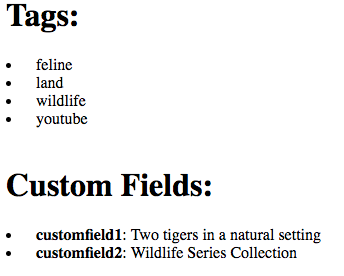 Tags:
feline
land
wildlife
youtube
Custom Fields:
customfield1: Two tigers in a natural setting
customfield2: Wildlife Series Collection